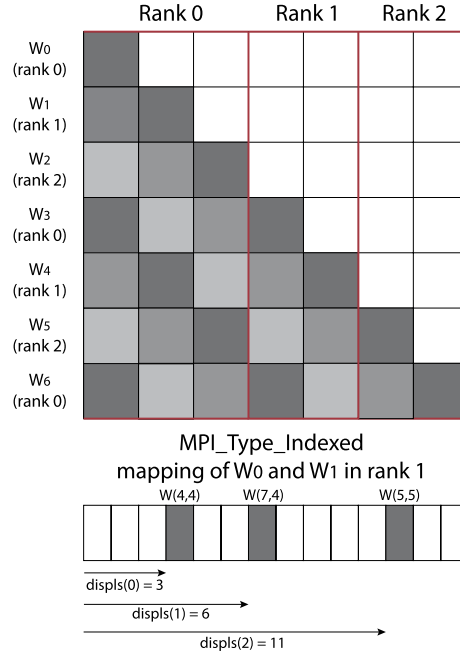 Rank 0 Rank 1 Rank 2
W0
(rank 0)
W1
(rank 1)
W2
(rank 2)
W3
(rank 0)
W4
(rank 1)
W5
(rank 2)
W6
(rank 0)
MPI_Type_Indexed
mapping of W0 and W1 in rank 1
W(4,4) W(7,4) W(5,5)
displs(0) = 3
displs(1) = 6
displs(2) = 11